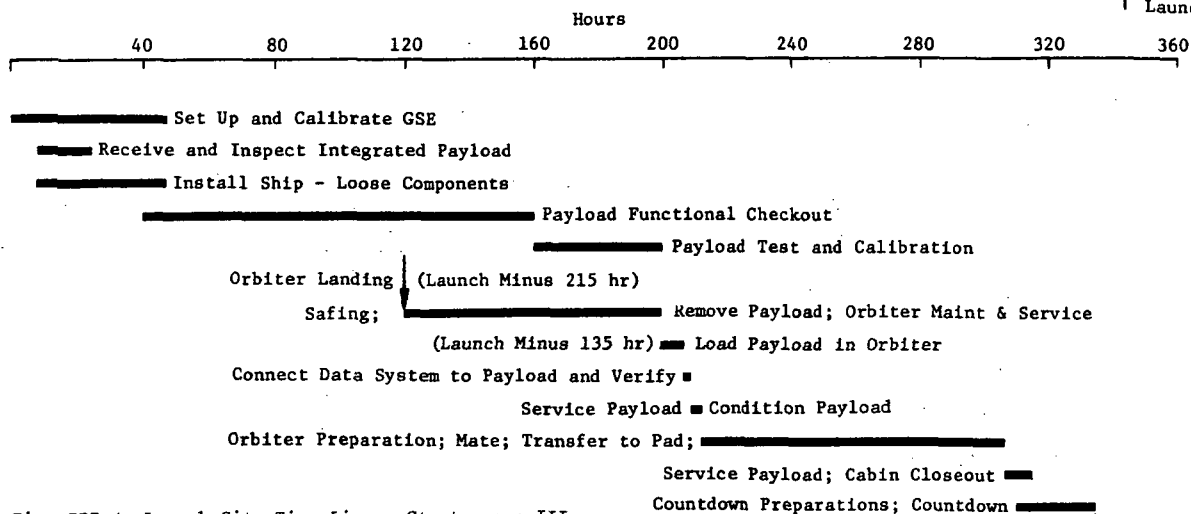 Laun
Hours
40 80 120 160 200 240 280 320 360
Set Up and Calibrate GSE
Receive and Inspect Integrated Payload
Install Ship - Loose Components
Payload Functional Checkout
Payload Test and Calibration
Orbiter Landing (Launch Minus 215 hr)
Safing; Remove Payload; Orbiter Maint & Service
(Launch Minus 135 hr) Load Payload in Orbiter
Connect Data System to Payload and Verify
Service Payload Condition Payload
Orbiter Preparation; Mate; Transfer to Pad;
Service Payload; Cabin Closeout
Countdown Preparations; Countdown